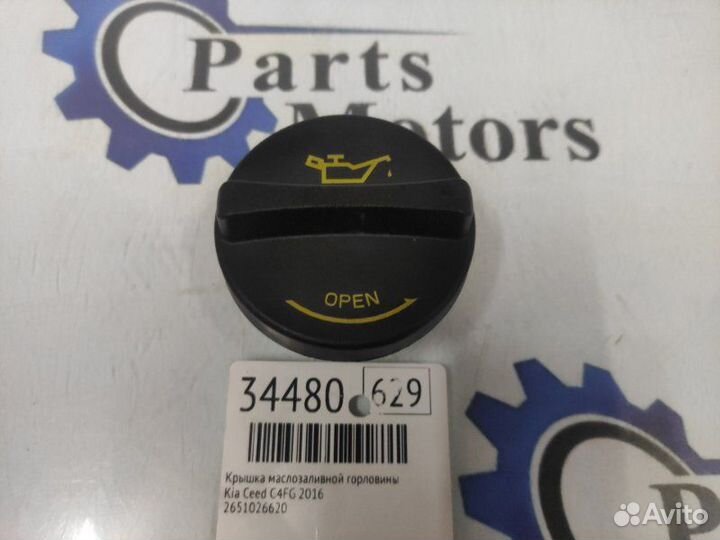 Parts
Motors
OPEN
34480 629
Крышка маслозаливной горловины
Kia Ceed C4FG 2016
2651026620
Avito